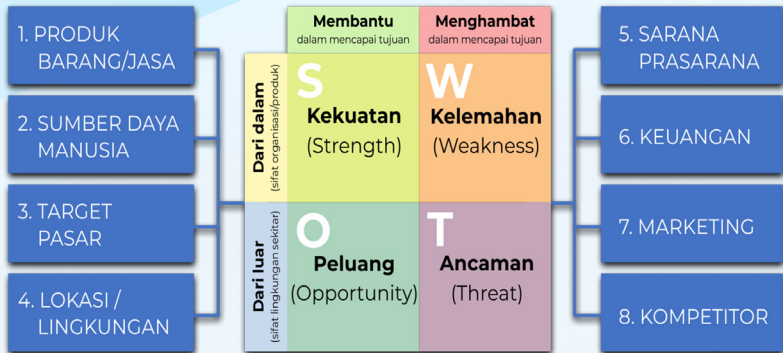 1. PRODUK
BARANG/JASA
2. SUMBER DAYA
MANUSIA
3. TARGET
PASAR
4. LOKASI /
LINGKUNGAN
Membantu
dalam mencapai tujuan
Menghambat
dalam mencapai tujuan
Dari dalam
(sifat organisasi/produk)
S
Kekuatan
(Strength)
W
Kelemahan
(Weakness)
Dari luar
(sifat lingkungan sekitar)
O
Peluang
(Opportunity)
T
Ancaman
(Threat)
5. SARANA
PRASARANA
6. KEUANGAN
7. MARKETING
8. KOMPETITOR